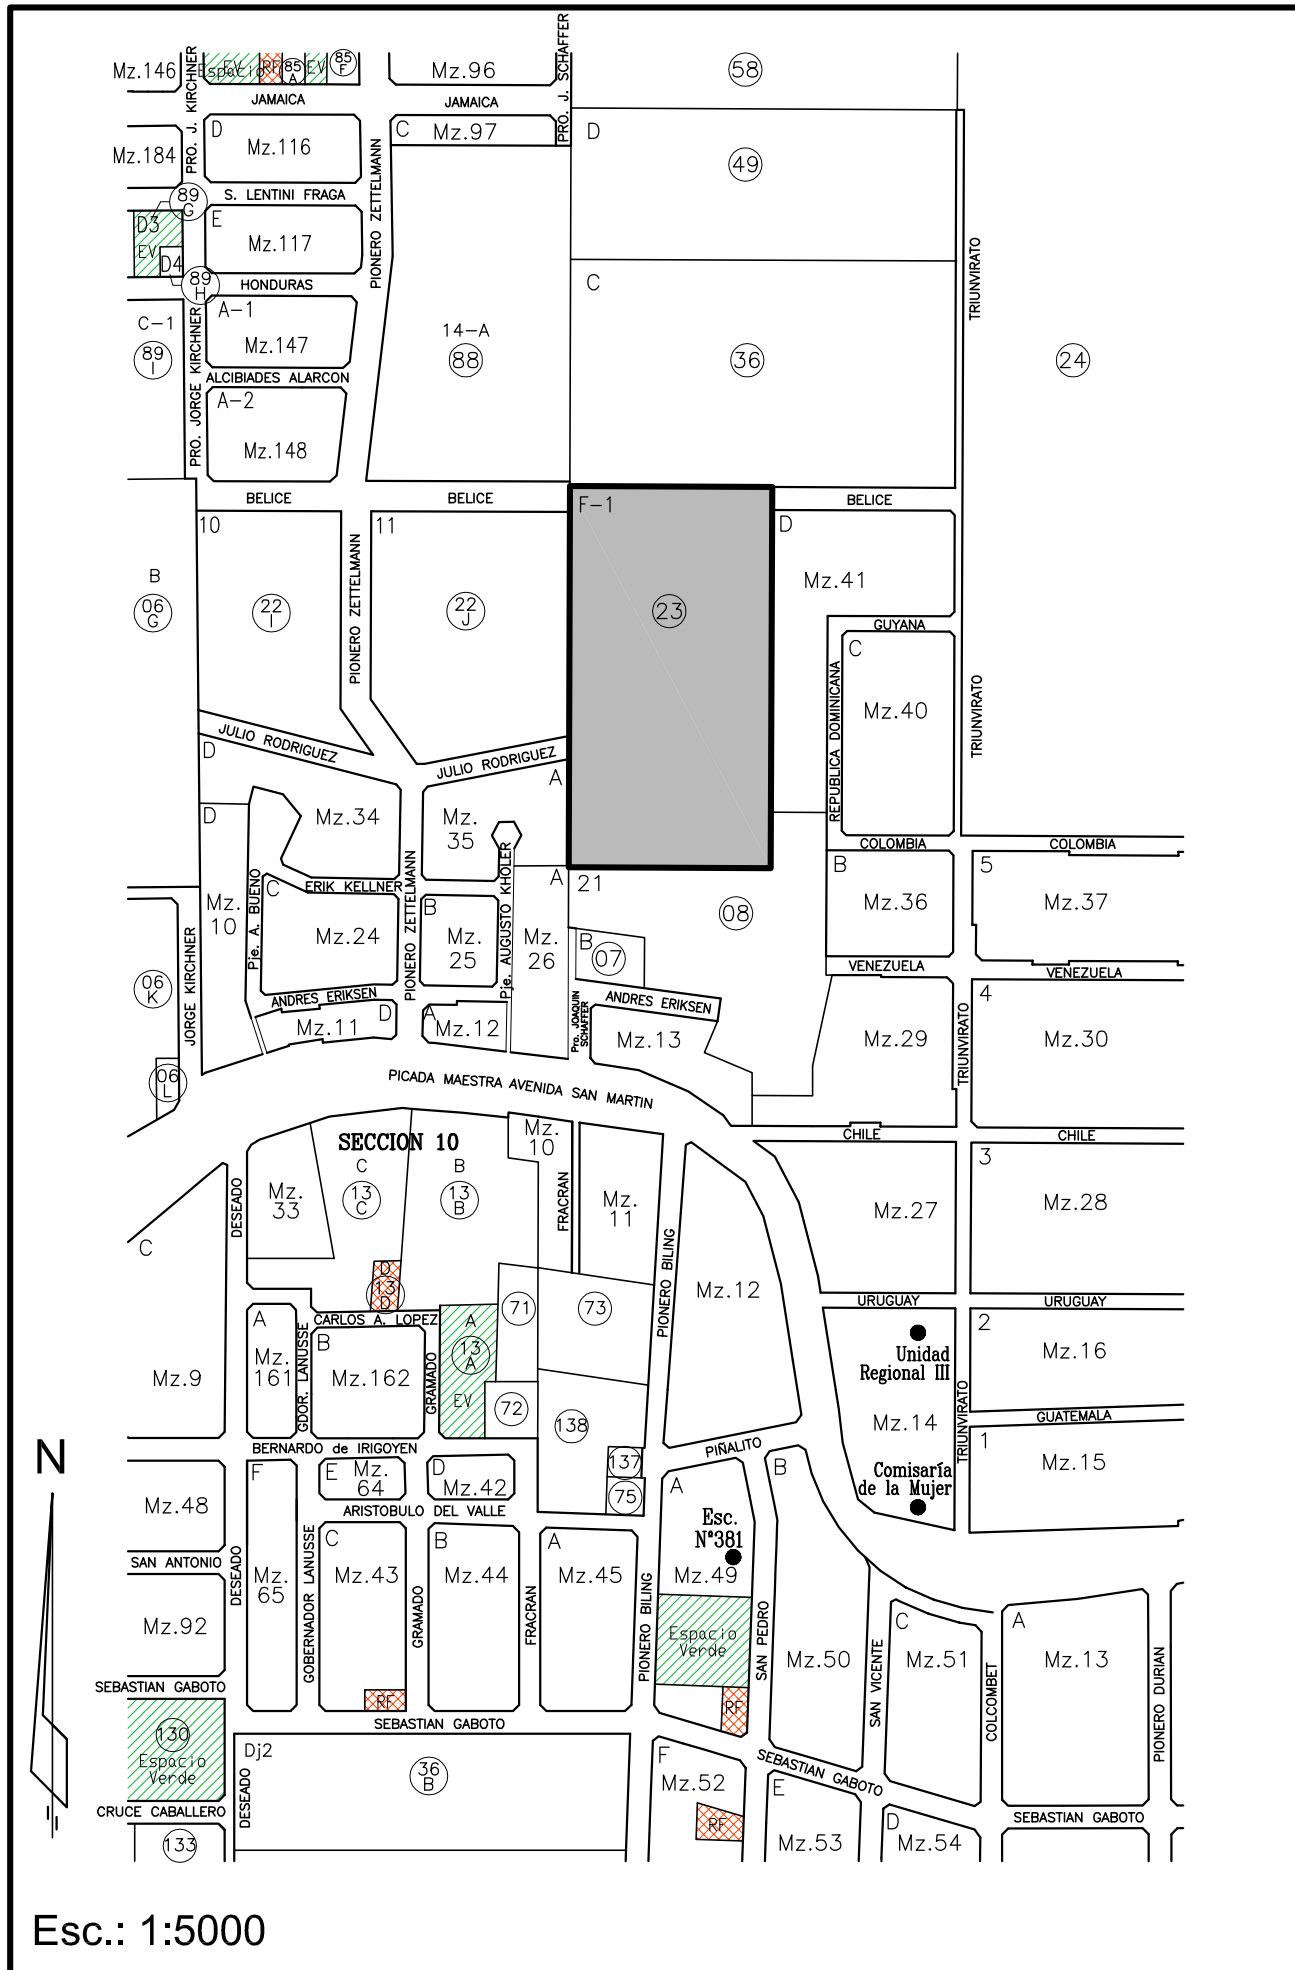 Mz.146
PRO. J. KIRCHNER
Espacio
EV
RF
85
A
EV
85
F
Mz.96
PRO. J. SCHAFFER
58
JAMAICA
JAMAICA
D
Mz.116
C
Mz.97
D
49
Mz.184
PIONERO ZETTELMANN
S. LENTINI FRAGA
89
G
D3
EV
D4
E
Mz.117
TRIUNVIRATO
89
H
HONDURAS
C
A-1
C-1
Mz.147
14-A
89
I
88
36
24
PRO. JORGE KIRCHNER
ALCIBIADES ALARCON
A-2
Mz.148
BELICE
BELICE
F-1
BELICE
10
11
D
PIONERO ZETTELMANN
B
Mz.41
06
G
22
I
22
J
23
GUYANA
C
REPUBLICA DOMINICANA
Mz.40
TRIUNVIRATO
JULIO RODRIGUEZ
D
JULIO RODRIGUEZ
A
D
Mz.34
Mz.
35
COLOMBIA
COLOMBIA
Pje. A. BUENO
C
ERIK KELLNER
PIONERO ZETTELMANN
Pje. AUGUSTO KHOLER
A
21
B
5
Mz.
10
B
Mz.36
Mz.37
08
Mz.24
Mz.
25
Mz.
26
B
07
JORGE KIRCHNER
VENEZUELA
VENEZUELA
06
K
ANDRES ERIKSEN
ANDRES ERIKSEN
4
Mz.11
D
A
Mz.12
Pro. JOAQUIN
SCHAFFER
Mz.13
Mz.29
TRIUNVIRATO
Mz.30
06
L
PICADA MAESTRA AVENIDA SAN MARTIN
CHILE
CHILE
SECCION 10
Mz.
10
C
B
3
13
C
13
B
Mz.
33
DESEADO
FRACRAN
Mz.
11
Mz.27
Mz.28
C
PIONERO BILING
D
13
D
Mz.12
71
73
URUGUAY
URUGUAY
CARLOS A. LOPEZ
A
GDOR. LANUSSE
B
A
13
A
2
Mz.
161
Unidad
Regional III
Mz.16
Mz.9
Mz.162
GRAMADO
EV
72
138
TRIUNVIRATO
Mz.14
GUATEMALA
N
BERNARDO de IRIGOYEN
PIÑALITO
1
F
E
Mz.
64
D
Mz.42
137
75
A
B
Mz.15
Comisaría
de la Mujer
Mz.48
ARISTOBULO DEL VALLE
Esc.
N°381
SAN ANTONIO
DESEADO
Mz.
65
GOBERNADOR LANUSSE
C
Mz.43
GRAMADO
B
Mz.44
FRACRAN
A
Mz.45
PIONERO BILING
Mz.49
Espacio
Verde
SAN PEDRO
Mz.92
C
A
Mz.50
SAN VICENTE
Mz.51
COLCOMBET
Mz.13
PIONERO DURIAN
SEBASTIAN GABOTO
RF
RF
SEBASTIAN GABOTO
130
Espacio
Verde
Dj2
DESEADO
36
B
F
Mz.52
SEBASTIAN GABOTO
E
RF
CRUCE CABALLERO
SEBASTIAN GABOTO
133
Mz.53
D
Mz.54
Esc.: 1:5000